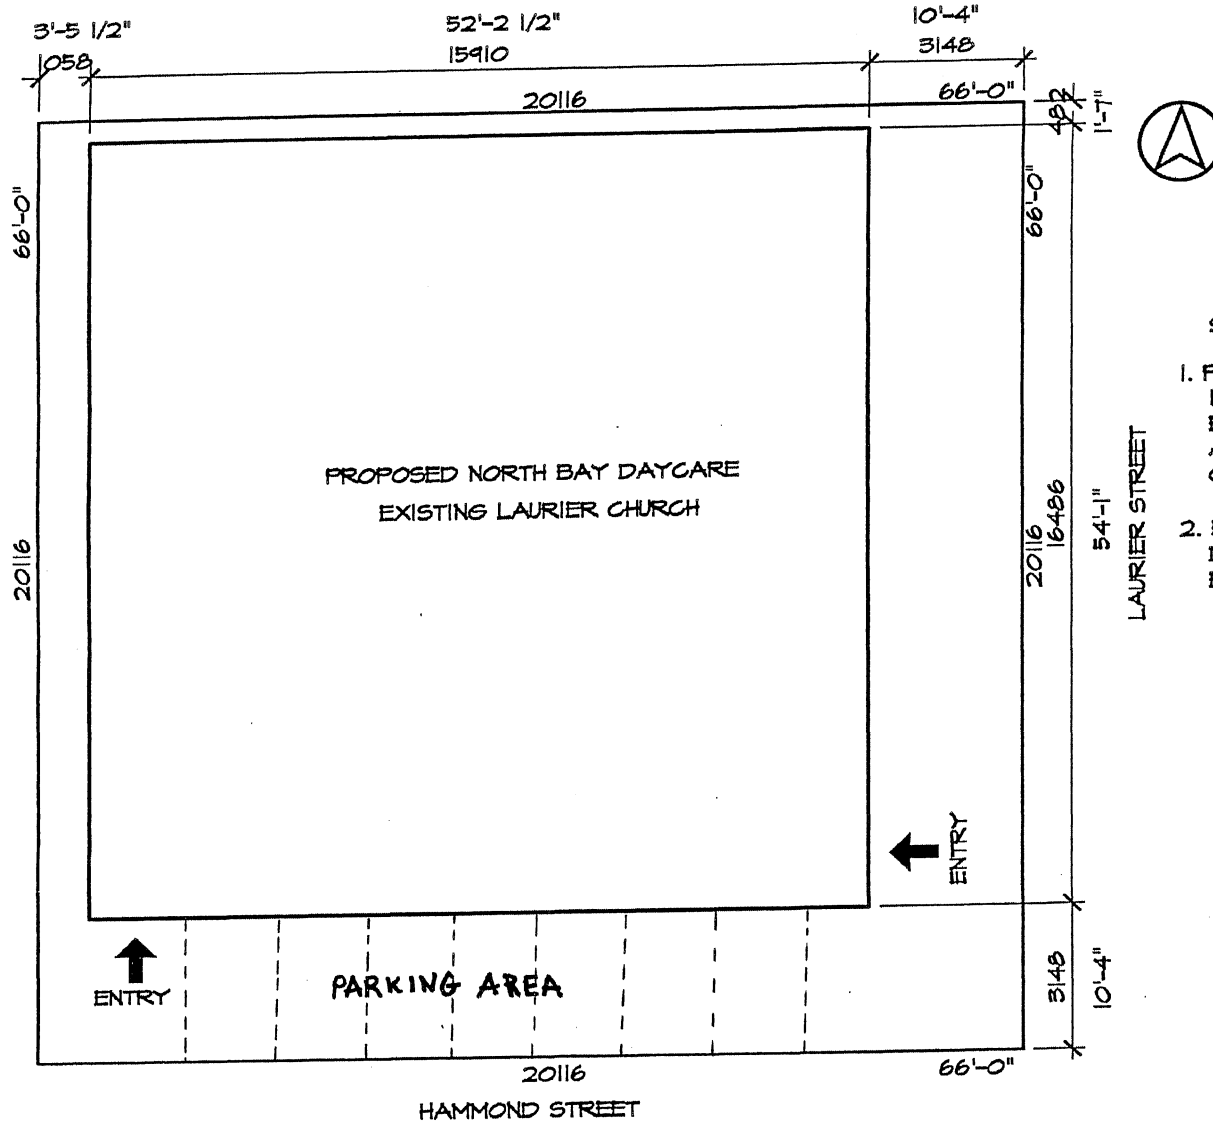 3'-5 1/2"
52'-2 1/2"
10'-4"
1058
15910
3148
20116
66'-0"
482
1'-7"
66'-0"
66'-0"
PROPOSED NORTH BAY DAYCARE
EXISTING LAURIER CHURCH
20116
20116
16486
54'-1"
LAURIER STREET
1. F
2.
ENTRY
ENTRY
PARKING AREA
3148
10'-4"
20116
66'-0"
HAMMOND STREET